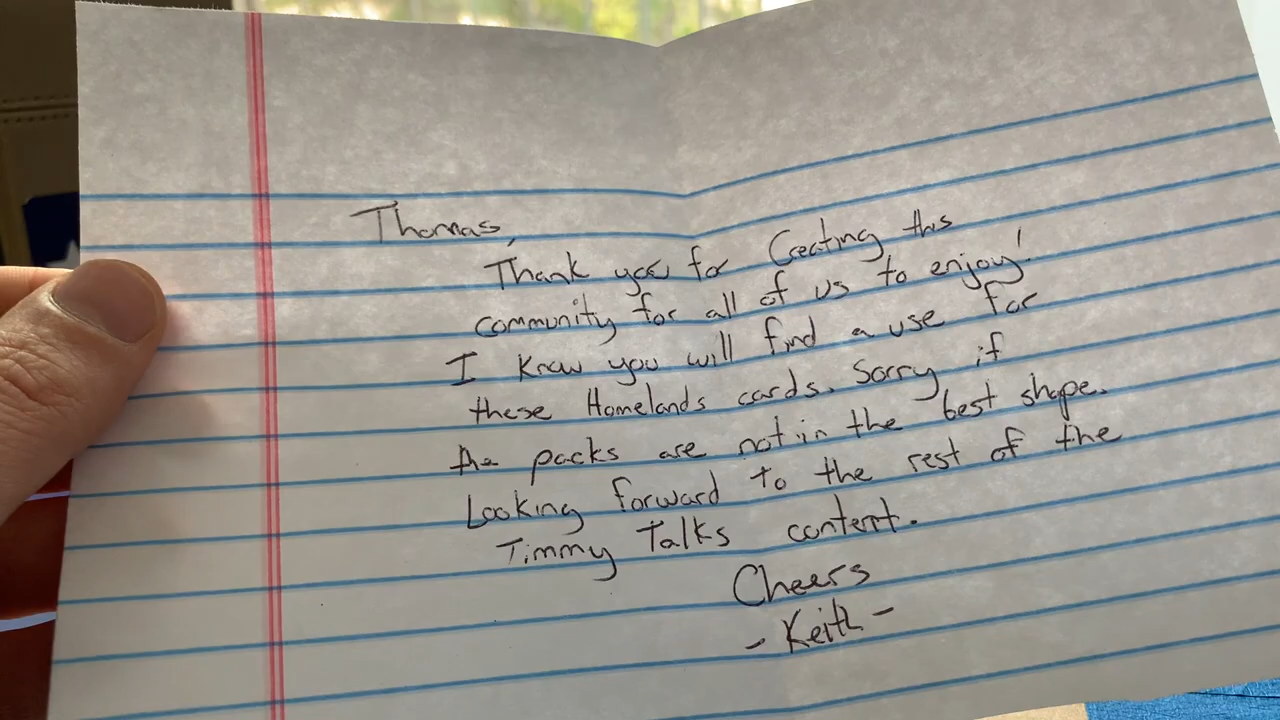 Thomas,
Thank you for Creating this
community for all of us to enjoy!
I know you will find a use for
these Homelands cards. Sorry if
the packs are not in the best shape.
Looking forward to the rest of the
Timmy Talks content.
Cheers
- Keith -